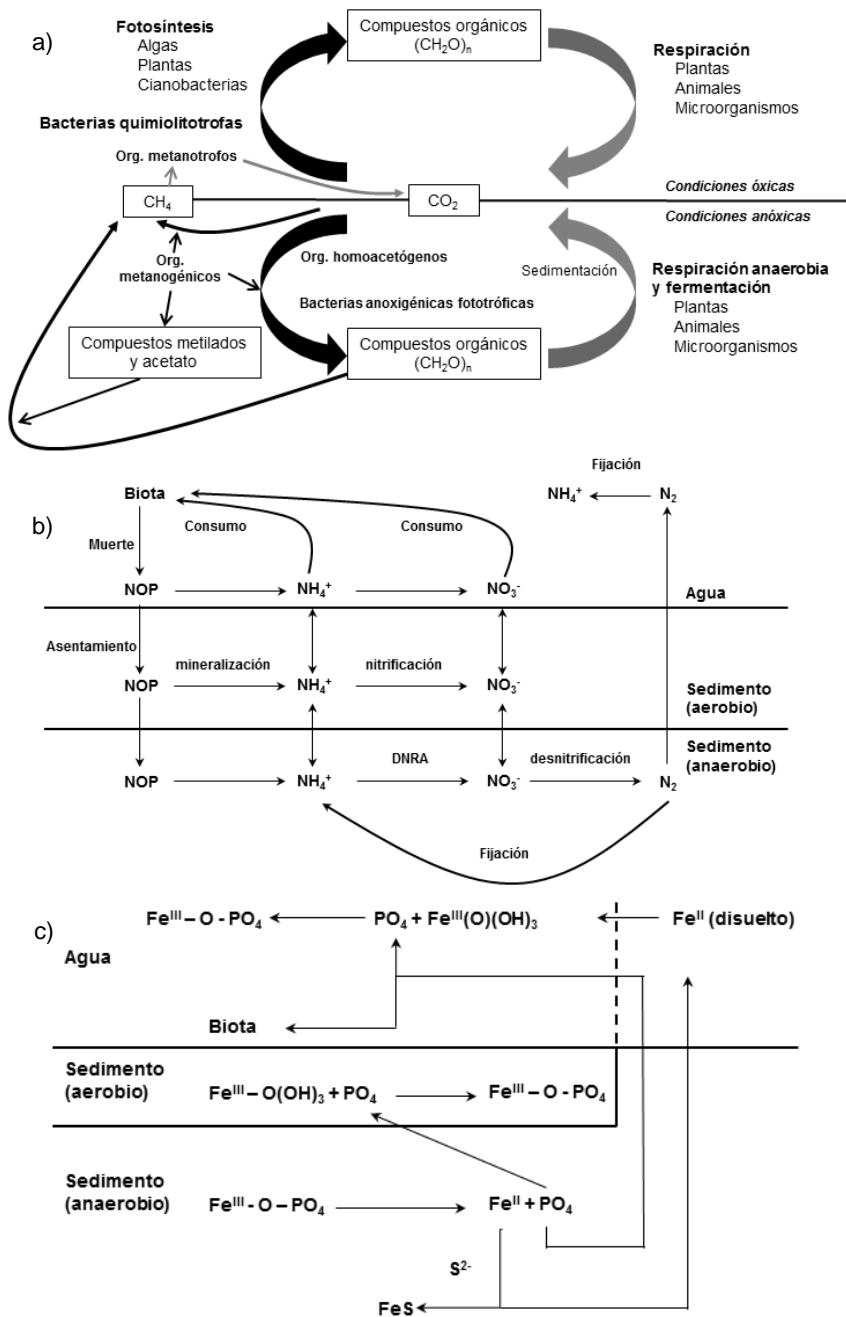 a)
Fotosíntesis
Algas
Plantas
Cianobacterias
Compuestos orgánicos
(CH₂O)ₙ
Respiración
Plantas
Animales
Microorganismos
Bacterias quimiolitotrofas
Org. metanotrofos
CH₄
CO₂
Condiciones óxicas
Condiciones anóxicas
Org.
metanogénicos
Org. homoacetógenos
Sedimentación
Respiración anaerobia
y fermentación
Plantas
Animales
Microorganismos
Bacterias anoxigénicas fototróficas
Compuestos metilados
y acetato
Compuestos orgánicos
(CH₂O)ₙ
b)
Fijación
Biota
NH₄⁺
N₂
Consumo
Consumo
Muerte
NOP
NH₄⁺
NO₃⁻
Agua
Asentamiento
mineralización
nitrificación
NOP
NH₄⁺
NO₃⁻
Sedimento
(aerobio)
Sedimento
(anaerobio)
DNRA
desnitrificación
NOP
NH₄⁺
NO₃⁻
N₂
Fijación
c)
Feᴵᴵᴵ – O - PO₄
PO₄ + Feᴵᴵᴵ(O)(OH)₃
Feᴵᴵ (disuelto)
Agua
Biota
Sedimento
(aerobio)
Feᴵᴵᴵ – O(OH)₃ + PO₄
Feᴵᴵᴵ – O - PO₄
Sedimento
(anaerobio)
Feᴵᴵᴵ - O – PO₄
Feᴵᴵ + PO₄
S²⁻
FeS